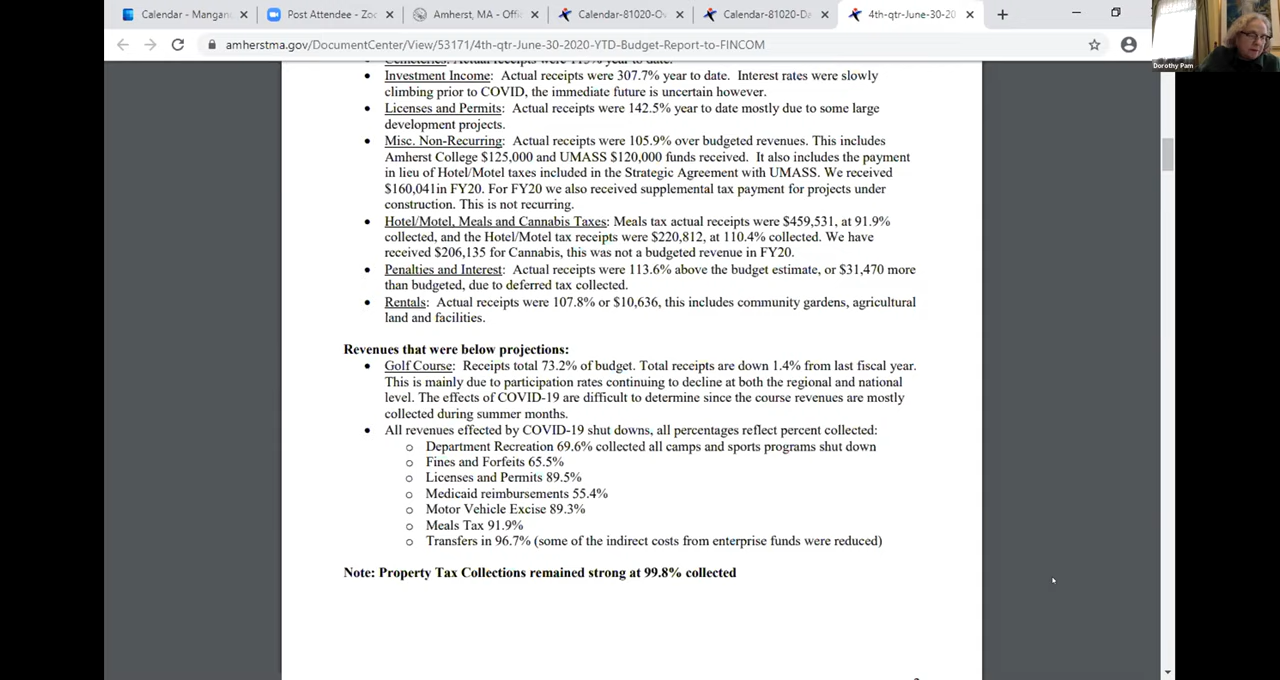 Calendar - Mangan
Post Attendee - Zoo
Amherst, MA - Offi
Calendar-81020-Ov
Calendar-81020-Da
4th-qtr-June-30-20
amherstma.gov/DocumentCenter/View/53171/4th-qtr-June-30-2020-YTD-Budget-Report-to-FINCOM
Dorothy Pam
Cemeteries: Actual receipts were 113% year to date.
• Investment Income: Actual receipts were 307.7% year to date. Interest rates were slowly
climbing prior to COVID, the immediate future is uncertain however.
• Licenses and Permits: Actual receipts were 142.5% year to date mostly due to some large
development projects.
• Misc. Non-Recurring: Actual receipts were 105.9% over budgeted revenues. This includes
Amherst College $125,000 and UMASS $120,000 funds received. It also includes the payment
in lieu of Hotel/Motel taxes included in the Strategic Agreement with UMASS. We received
$160,041in FY20. For FY20 we also received supplemental tax payment for projects under
construction. This is not recurring.
• Hotel/Motel, Meals and Cannabis Taxes: Meals tax actual receipts were $459,531, at 91.9%
collected, and the Hotel/Motel tax receipts were $220,812, at 110.4% collected. We have
received $206,135 for Cannabis, this was not a budgeted revenue in FY20.
• Penalties and Interest: Actual receipts were 113.6% above the budget estimate, or $31,470 more
than budgeted, due to deferred tax collected.
• Rentals: Actual receipts were 107.8% or $10,636, this includes community gardens, agricultural
land and facilities.
Revenues that were below projections:
• Golf Course: Receipts total 73.2% of budget. Total receipts are down 1.4% from last fiscal year.
This is mainly due to participation rates continuing to decline at both the regional and national
level. The effects of COVID-19 are difficult to determine since the course revenues are mostly
collected during summer months.
• All revenues effected by COVID-19 shut downs, all percentages reflect percent collected:
o Department Recreation 69.6% collected all camps and sports programs shut down
o Fines and Forfeits 65.5%
o Licenses and Permits 89.5%
o Medicaid reimbursements 55.4%
o Motor Vehicle Excise 89.3%
o Meals Tax 91.9%
o Transfers in 96.7% (some of the indirect costs from enterprise funds were reduced)
Note: Property Tax Collections remained strong at 99.8% collected